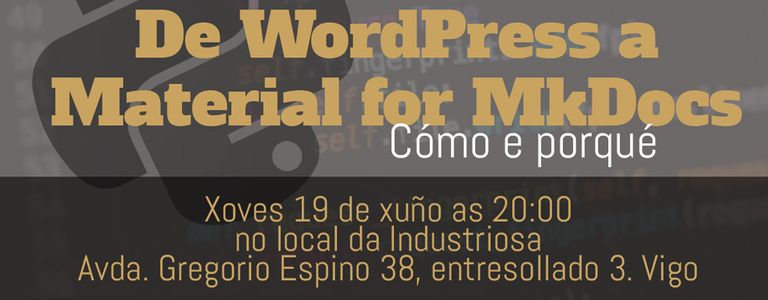 De WordPress a
Material for MkDocs
Cómo e porqué
Xoves 19 de xuño as 20:00
no local da Industriosa
Avda. Gregorio Espino 38, entresollado 3. Vigo